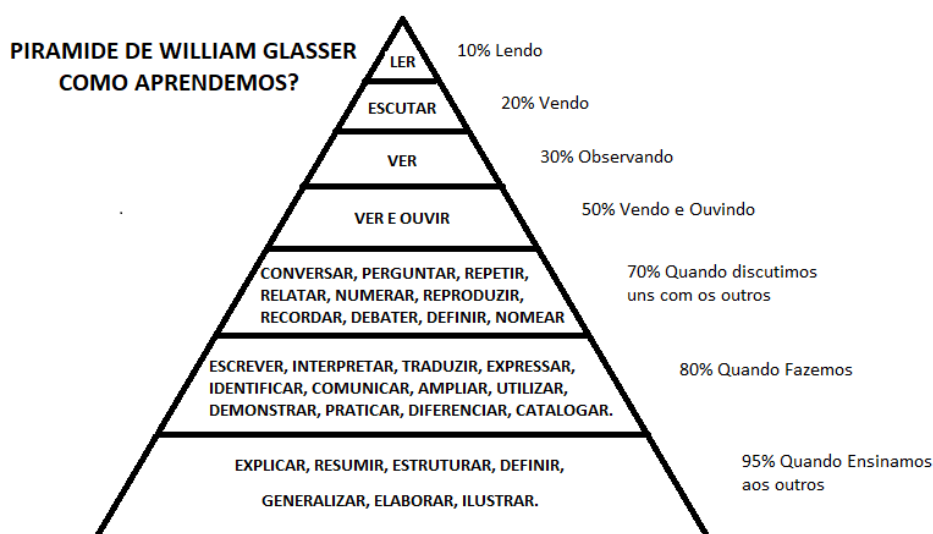 PIRAMIDE DE WILLIAM GLASSER
COMO APRENDEMOS?
LER
10% Lendo
ESCUTAR
20% Vendo
VER
30% Observando
VER E OUVIR
50% Vendo e Ouvindo
CONVERSAR, PERGUNTAR, REPETIR,
RELATAR, NUMERAR, REPRODUZIR,
RECORDAR, DEBATER, DEFINIR, NOMEAR
70% Quando discutimos
uns com os outros
ESCREVER, INTERPRETAR, TRADUZIR, EXPRESSAR,
IDENTIFICAR, COMUNICAR, AMPLIAR, UTILIZAR,
DEMONSTRAR, PRATICAR, DIFERENCIAR, CATALOGAR.
80% Quando Fazemos
EXPLICAR, RESUMIR, ESTRUTURAR, DEFINIR,
GENERALIZAR, ELABORAR, ILUSTRAR.
95% Quando Ensinamos
aos outros